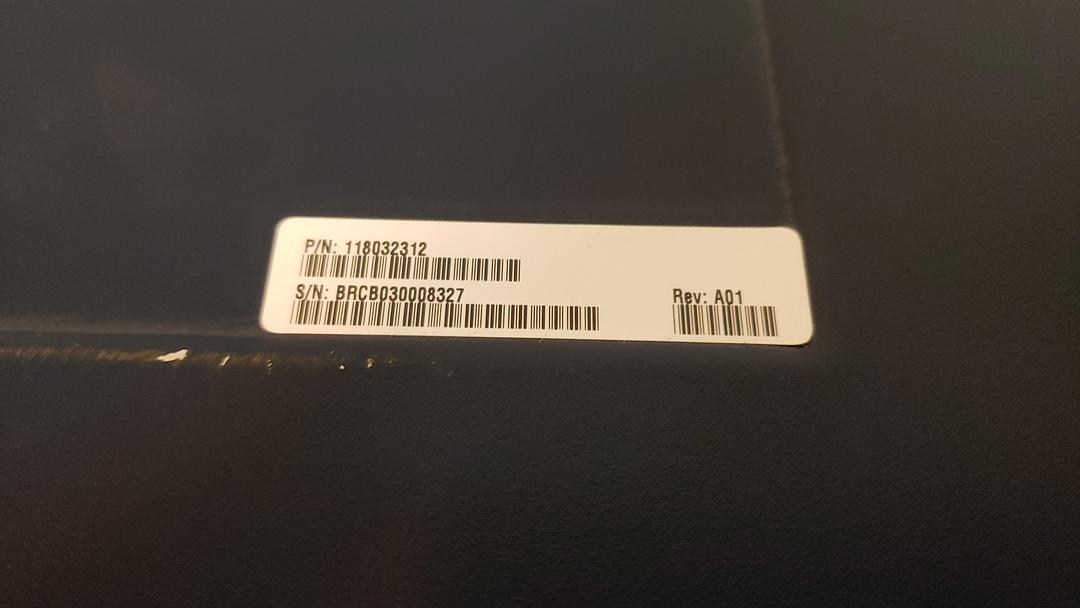 P/N: 118032312
S/N: BRCB030008327
Rev: A01